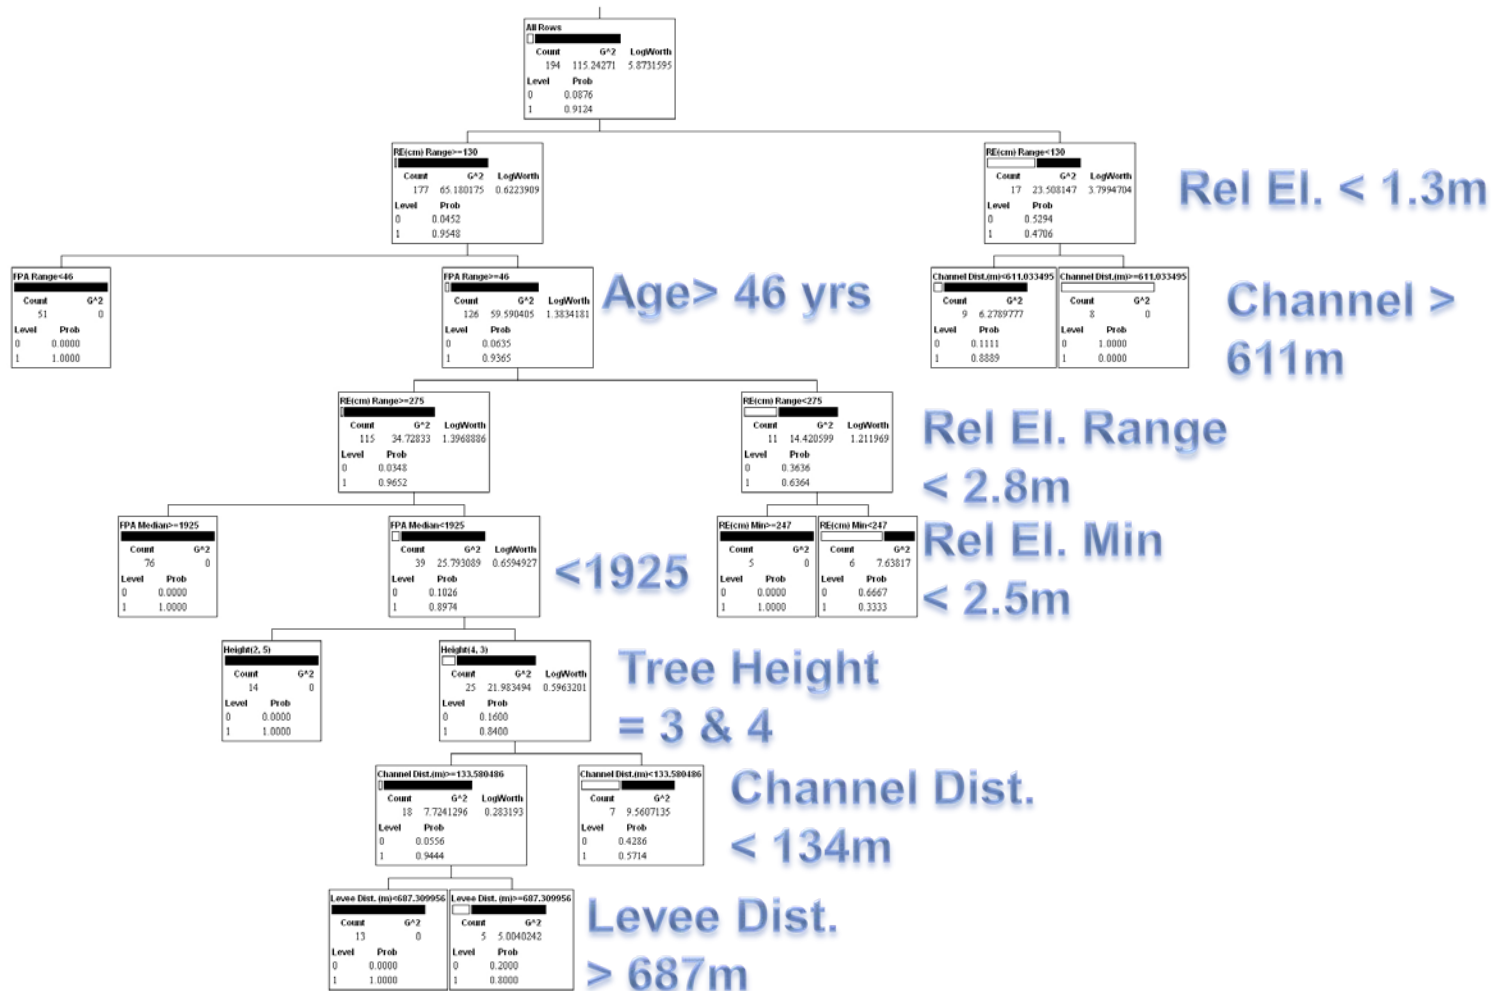 All Rows
Count G^2 LogWorth
194 115.24271 5.8731595
Level Prob
0 0.0876
1 0.9124
RE(cm) Range>=130
Count G^2 LogWorth
177 65.180175 0.6223909
Level Prob
0 0.0452
1 0.9548
RE(cm) Range<130
Count G^2 LogWorth
17 23.508147 3.7994704
Level Prob
0 0.5294
1 0.4706
Rel El. < 1.3m
FPA Range<46
Count G^2
51 0
Level Prob
0 0.0000
1 1.0000
FPA Range>=46
Count G^2 LogWorth
126 59.590405 1.3834181
Level Prob
0 0.0635
1 0.9365
Age> 46 yrs
Channel Dist.(m)<611.033495
Count G^2
9 6.2789777
Level Prob
0 0.1111
1 0.8889
Channel Dist.(m)>=611.033495
Count G^2
8 0
Level Prob
0 1.0000
1 0.0000
Channel >
611m
RE(cm) Range>=275
Count G^2 LogWorth
115 34.72833 1.3968886
Level Prob
0 0.0348
1 0.9652
RE(cm) Range<275
Count G^2 LogWorth
11 14.420599 1.211969
Level Prob
0 0.3636
1 0.6364
Rel El. Range
< 2.8m
FPA Median>=1925
Count G^2
76 0
Level Prob
0 0.0000
1 1.0000
FPA Median<1925
Count G^2 LogWorth
39 25.793089 0.6594927
Level Prob
0 0.1026
1 0.8974
<1925
RE(cm) Min>=247
Count G^2
5 0
Level Prob
0 0.0000
1 1.0000
RE(cm) Min<247
Count G^2
6 7.63817
Level Prob
0 0.6667
1 0.3333
Rel El. Min
< 2.5m
Height(2, 5)
Count G^2
14 0
Level Prob
0 0.0000
1 1.0000
Height(4, 3)
Count G^2 LogWorth
25 21.983494 0.5963201
Level Prob
0 0.1600
1 0.8400
Tree Height
= 3 & 4
Channel Dist.(m)>=133.580486
Count G^2 LogWorth
18 7.7241296 0.283193
Level Prob
0 0.0556
1 0.9444
Channel Dist.(m)<133.580486
Count G^2
7 9.5607135
Level Prob
0 0.4286
1 0.5714
Channel Dist.
< 134m
Levee Dist. (m)<687.309956
Count G^2
13 0
Level Prob
0 0.0000
1 1.0000
Levee Dist. (m)>=687.309956
Count G^2
5 5.0040242
Level Prob
0 0.2000
1 0.8000
Levee Dist.
> 687m